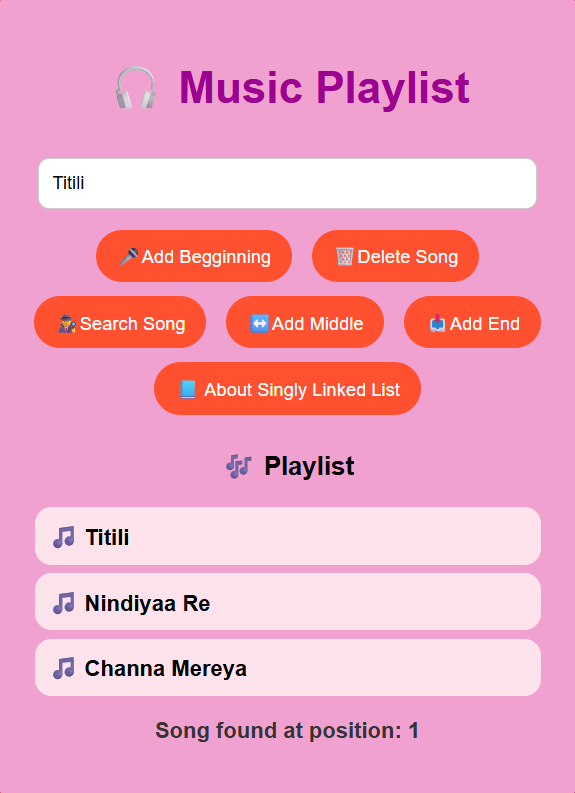 Music Playlist
Titili
Add Begginning
Delete Song
Search Song
Add Middle
Add End
About Singly Linked List
Playlist
Titili
Nindiyaa Re
Channa Mereya
Song found at position: 1